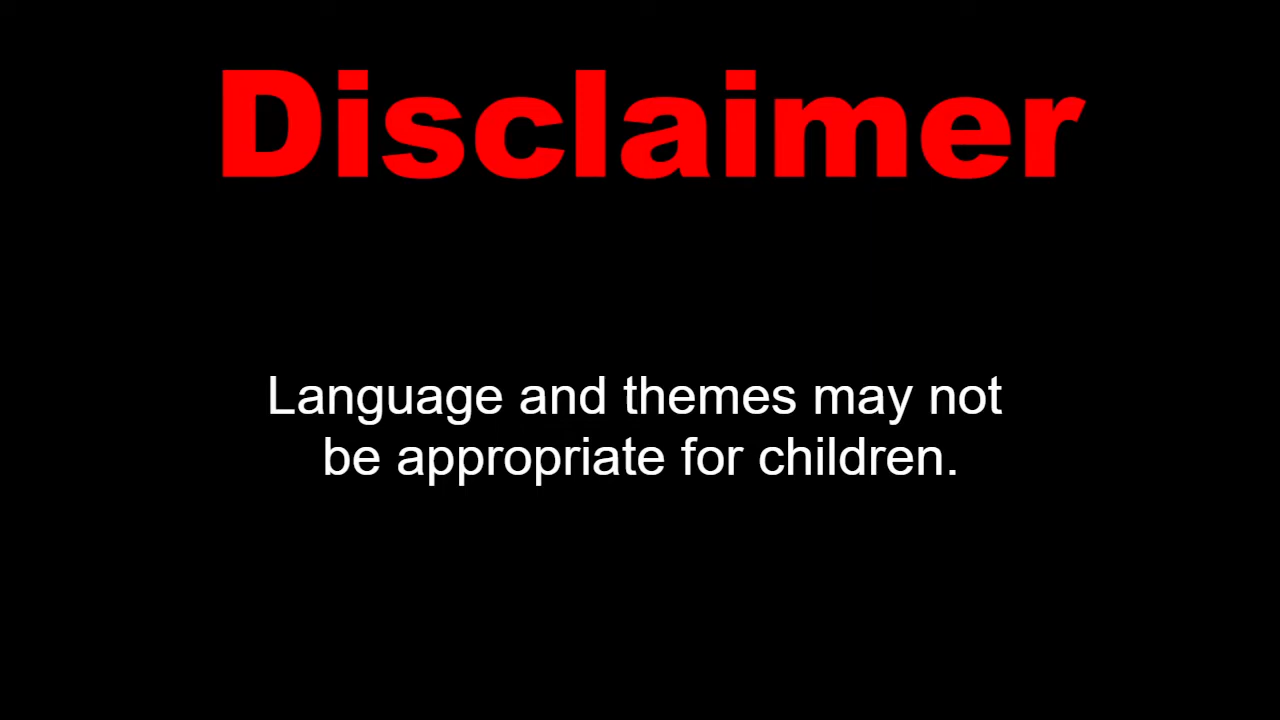 Disclaimer
Language and themes may not
be appropriate for children.